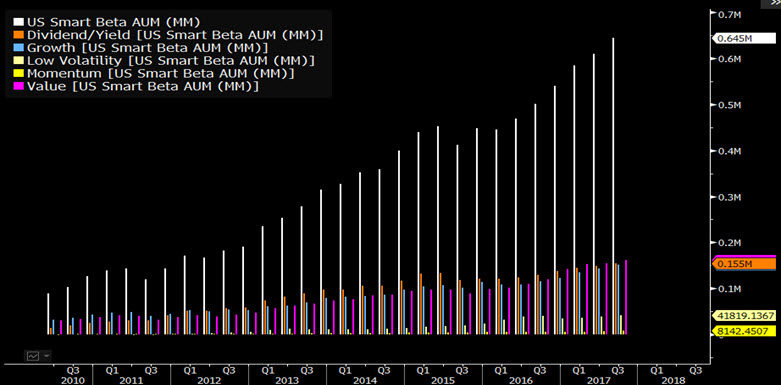 US Smart Beta AUM (MM)
Dividend/Yield [US Smart Beta AUM (MM)]
Growth [US Smart Beta AUM (MM)]
Low Volatility [US Smart Beta AUM (MM)]
Momentum [US Smart Beta AUM (MM)]
Value [US Smart Beta AUM (MM)]
0.7M
0.645M
0.6M
0.5M
0.4M
0.3M
0.2M
0.155M
0.1M
41819.1367
8142.4507
Q3 Q1 Q3 Q1 Q3 Q1 Q3 Q1 Q3 Q1 Q3 Q1 Q3 Q1 Q3 Q1 Q3
2010 2011 2012 2013 2014 2015 2016 2017 2018